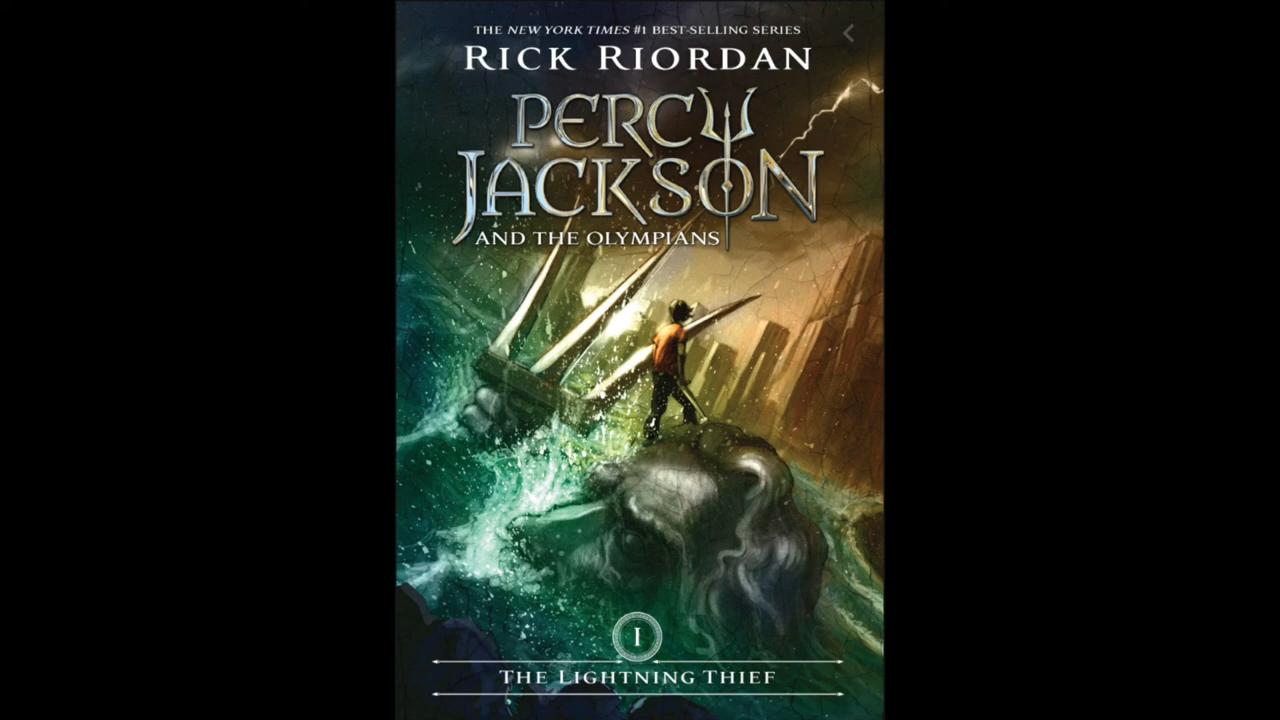 THE NEW YORK TIMES #1 BEST-SELLING SERIES
RICK RIORDAN
PERCY
JACKSON
AND THE OLYMPIANS
I
THE LIGHTNING THIEF